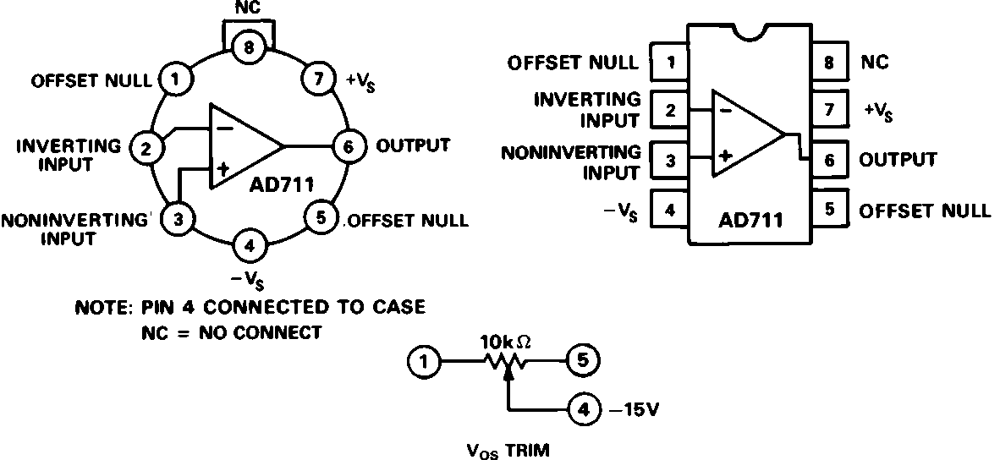 NC
8
1
OFFSET NULL
7
+VS
INVERTING
INPUT
2
−
6
OUTPUT
+
AD711
NONINVERTING
INPUT
3
5
OFFSET NULL
4
−VS
NOTE: PIN 4 CONNECTED TO CASE
NC = NO CONNECT
OFFSET NULL
1
8
NC
INVERTING
INPUT
2
−
7
+VS
NONINVERTING
INPUT
3
+
6
OUTPUT
−VS
4
AD711
5
OFFSET NULL
10kΩ
1
5
4
−15V
VOS TRIM